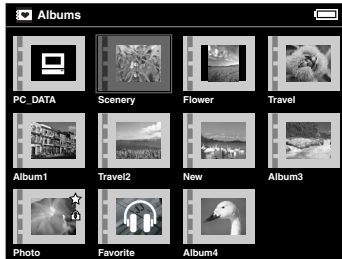 Albums
PC_DATA Scenery Flower Travel
Album1 Travel2 New Album3
Photo Favorite Album4